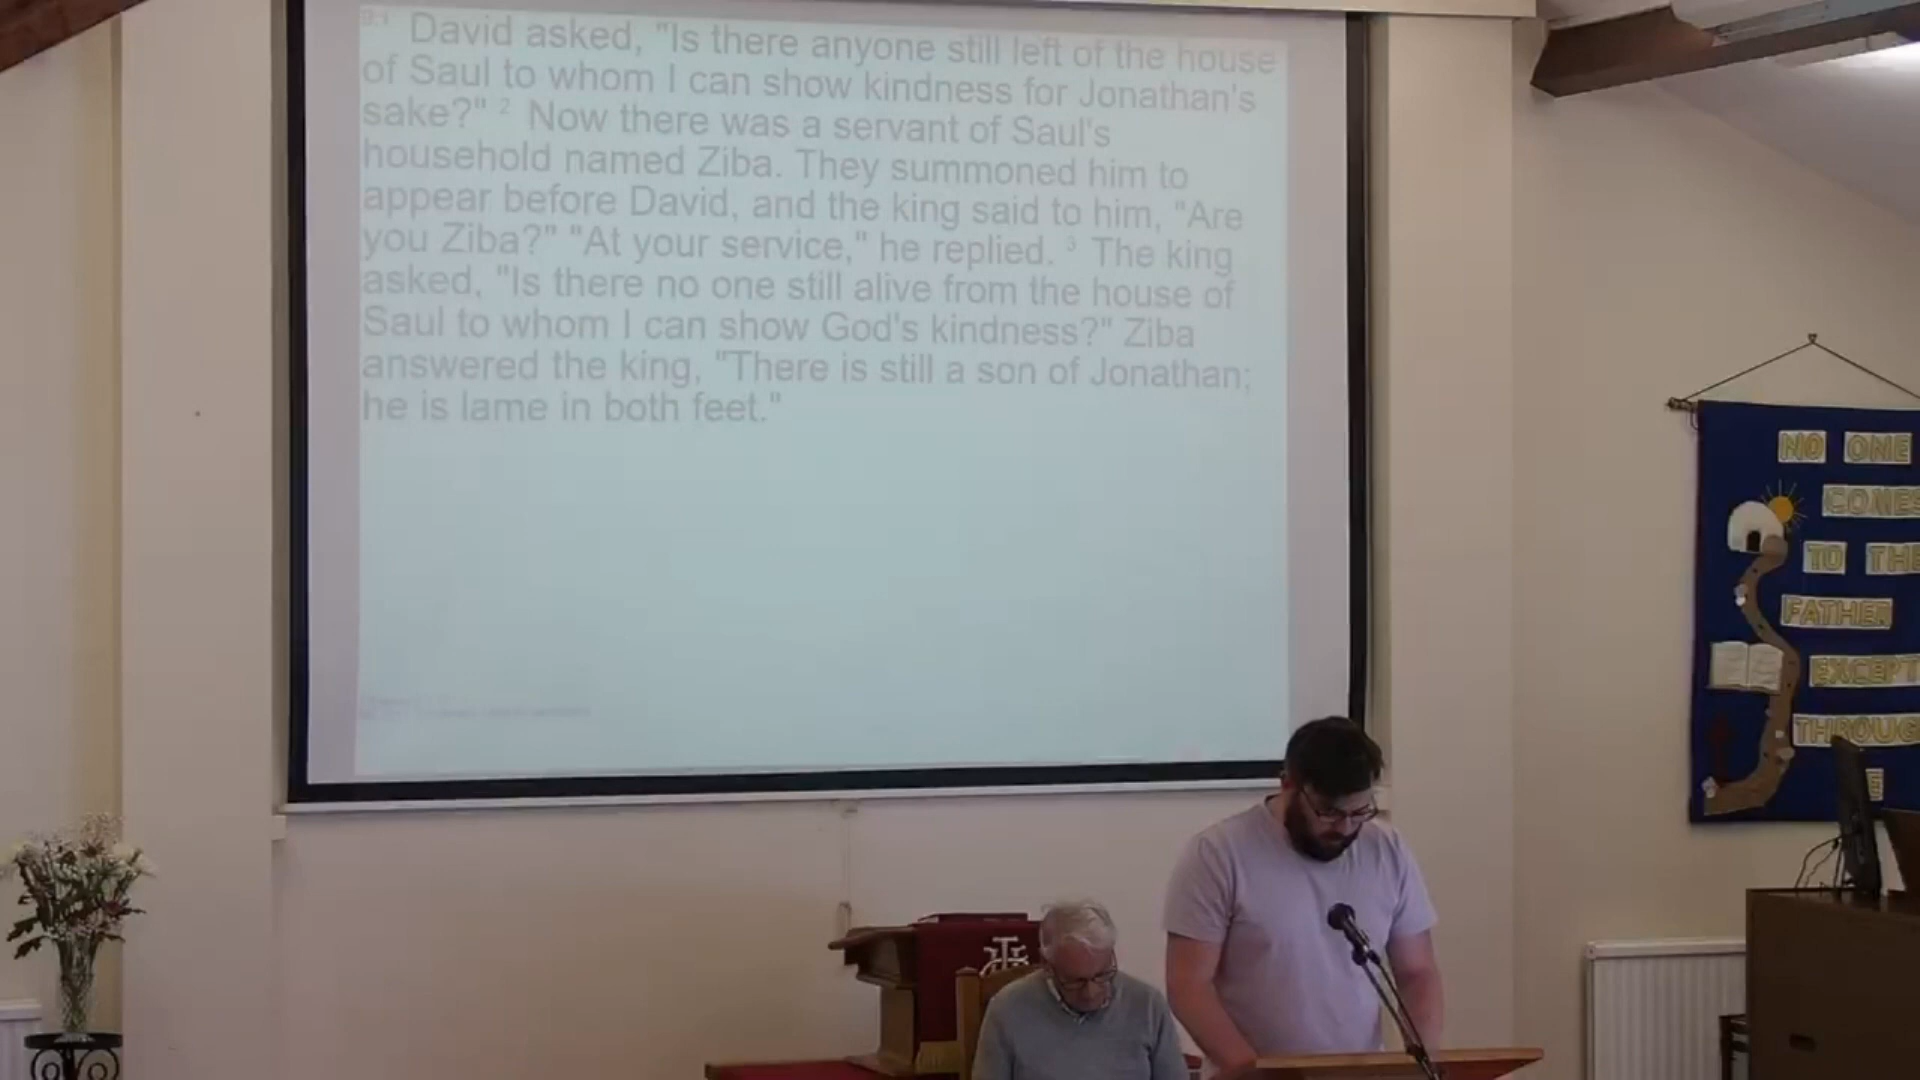 9:1 David asked, "Is there anyone still left of the house
of Saul to whom I can show kindness for Jonathan's
sake?" 2 Now there was a servant of Saul's
household named Ziba. They summoned him to
appear before David, and the king said to him, "Are
you Ziba?" "At your service," he replied. 3 The king
asked, "Is there no one still alive from the house of
Saul to whom I can show God's kindness?" Ziba
answered the king, "There is still a son of Jonathan;
he is lame in both feet."
NO ONE
COMES
TO THE
FATHER
EXCEPT
THROUG
E